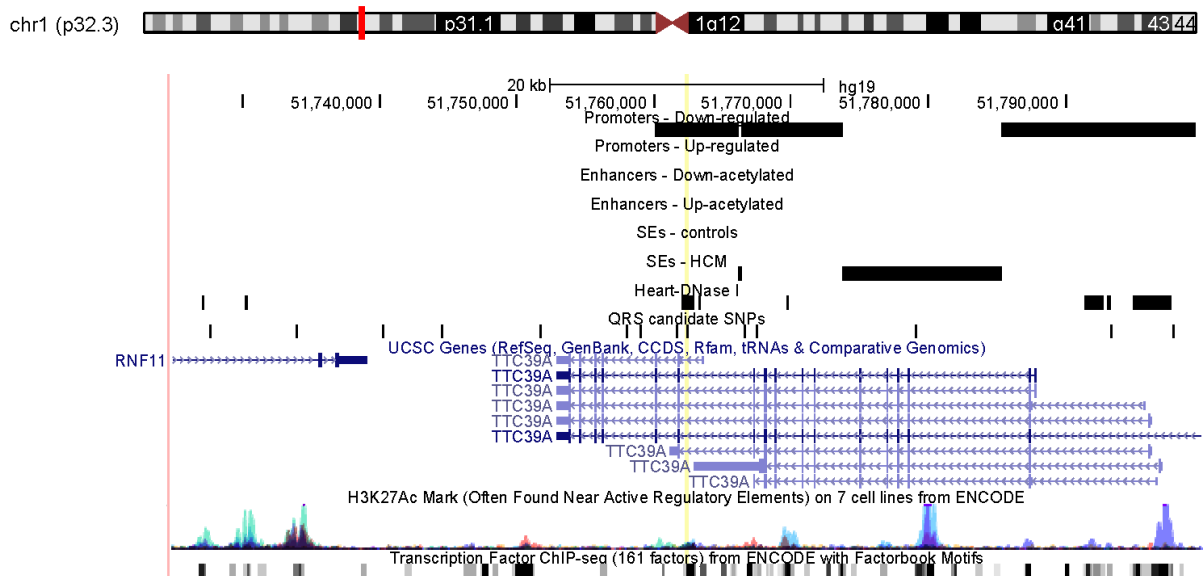 chr1 (p32.3) p31.1 1q12 q41 43 44
20 kb hg19
51,740,000 51,750,000 51,760,000 51,770,000 51,780,000 51,790,000
Promoters - Down-regulated
Promoters - Up-regulated
Enhancers - Down-acetylated
Enhancers - Up-acetylated
SEs - controls
SEs - HCM
Heart-DNase I
QRS candidate SNPs
UCSC Genes (RefSeq, GenBank, CCDS, Rfam, tRNAs & Comparative Genomics)
RNF11 TTC39A
TTC39A
TTC39A
TTC39A
TTC39A
TTC39A
TTC39A
TTC39A
TTC39A
H3K27Ac Mark (Often Found Near Active Regulatory Elements) on 7 cell lines from ENCODE
Transcription Factor ChIP-seq (161 factors) from ENCODE with Factorbook Motifs